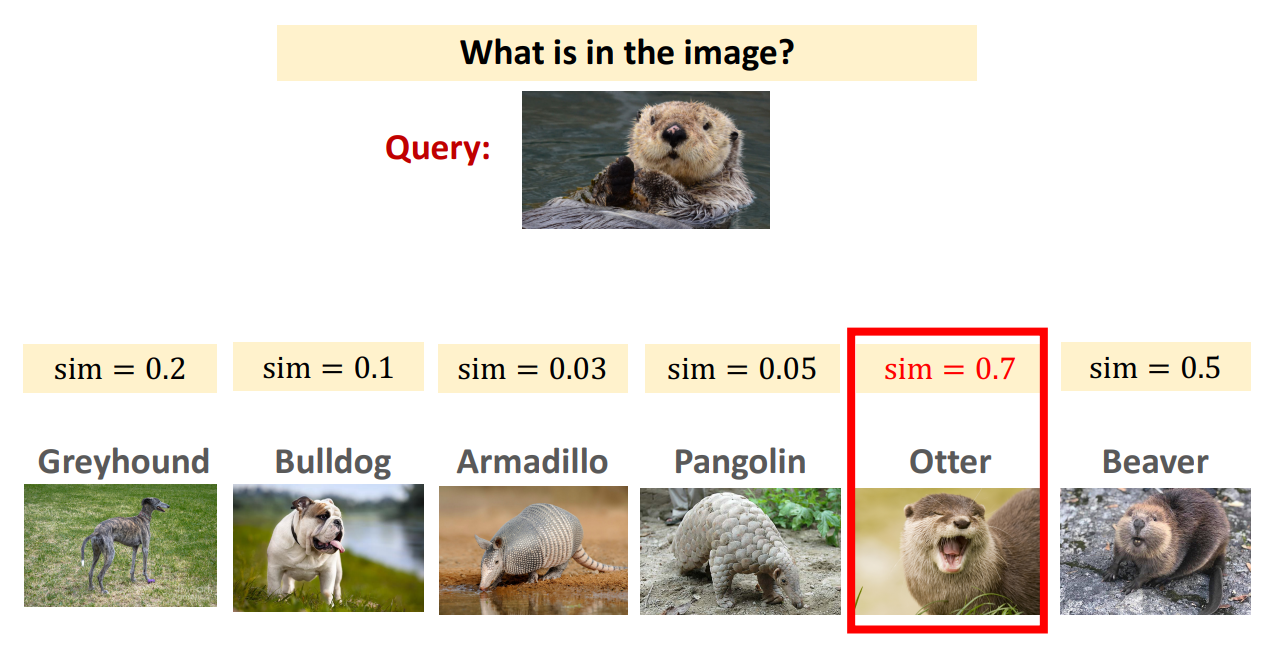 What is in the image?
Query:
sim = 0.2
sim = 0.1
sim = 0.03
sim = 0.05
sim = 0.7
sim = 0.5
Greyhound
Bulldog
Armadillo
Pangolin
Otter
Beaver